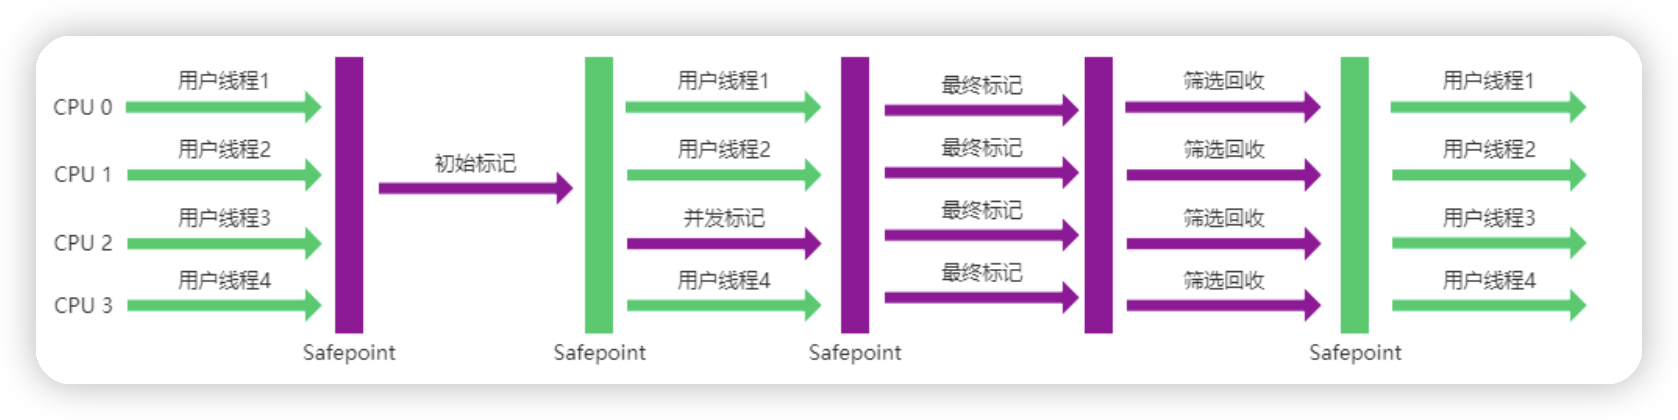 用户线程1
用户线程1
最终标记
筛选回收
用户线程1
CPU 0
用户线程2
用户线程2
最终标记
筛选回收
用户线程2
CPU 1
初始标记
用户线程3
并发标记
最终标记
筛选回收
用户线程3
CPU 2
用户线程4
用户线程4
最终标记
筛选回收
用户线程4
CPU 3
Safepoint
Safepoint
Safepoint
Safepoint